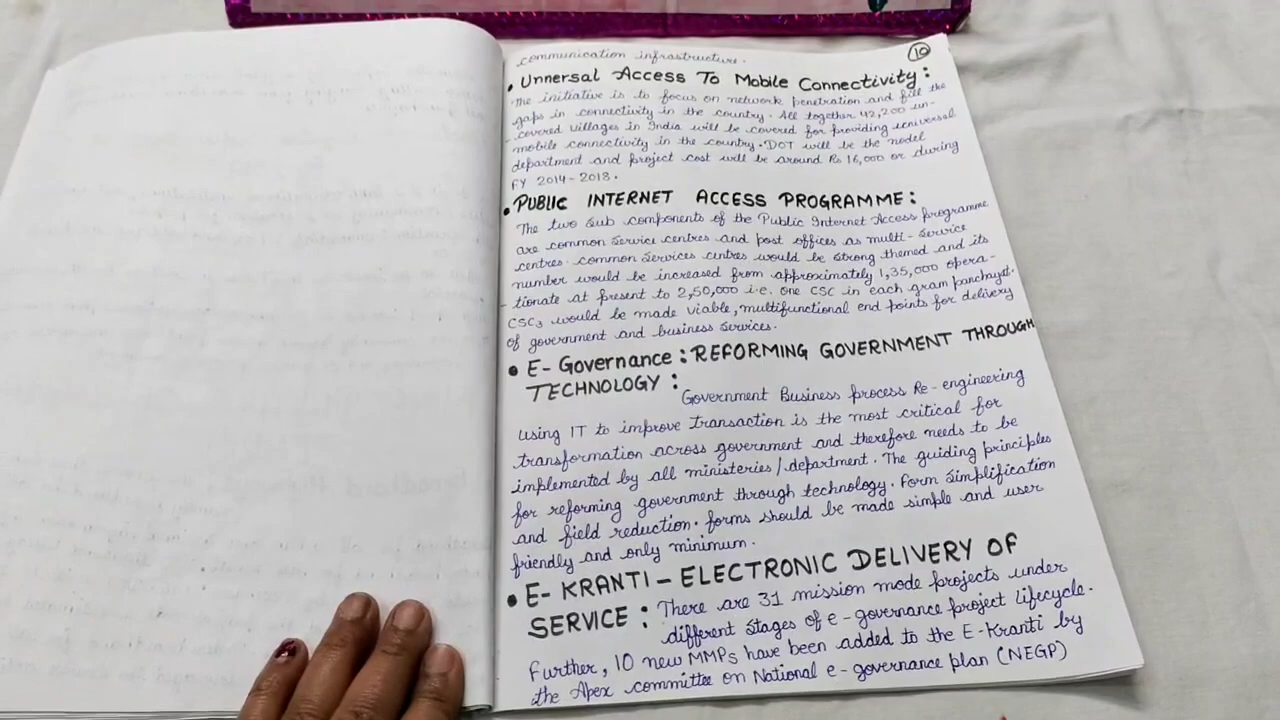 10
communication infrastructure.
• Unnersal Access To Mobile Connectivity :
The initiative is to focus on network penetration and fill the
gaps in connectivity in the country. All together 42,200 un-
-covered villages in India will be covered for providing universal
mobile connectivity in the country. DOT will be the nodel
department and project cost will be around Rs 16,000 or during
FY 2014-2018.
• PUBLIC INTERNET ACCESS PROGRAMME :
The two sub components of the Public Internet Access programme
are common service centres and post offices as multi-service
centres. common services centres would be strong themed and its
number would be increased from approximately 1,35,000 opera-
-tionate at present to 2,50,000 i.e. one CSC in each gram panchayat.
CSC3 would be made viable, multifunctional end points for delivery
of government and business services.
• E- Governance : REFORMING GOVERNMENT THROUGH
TECHNOLOGY :
Government Business process Re-engineering
using IT to improve transaction is the most critical for
transformation across government and therefore needs to be
implemented by all ministeries/department. The guiding principles
for reforming government through technology. Form simplification
and field reduction. forms should be made simple and user
friendly and only minimum.
• E- KRANTI - ELECTRONIC DELIVERY OF
SERVICE : There are 31 mission mode projects under
different stages of e-governance project lifecycle.
Further, 10 new MMPs have been added to the E-Kranti by
the Apex committee on National e-governance plan (NEGP)